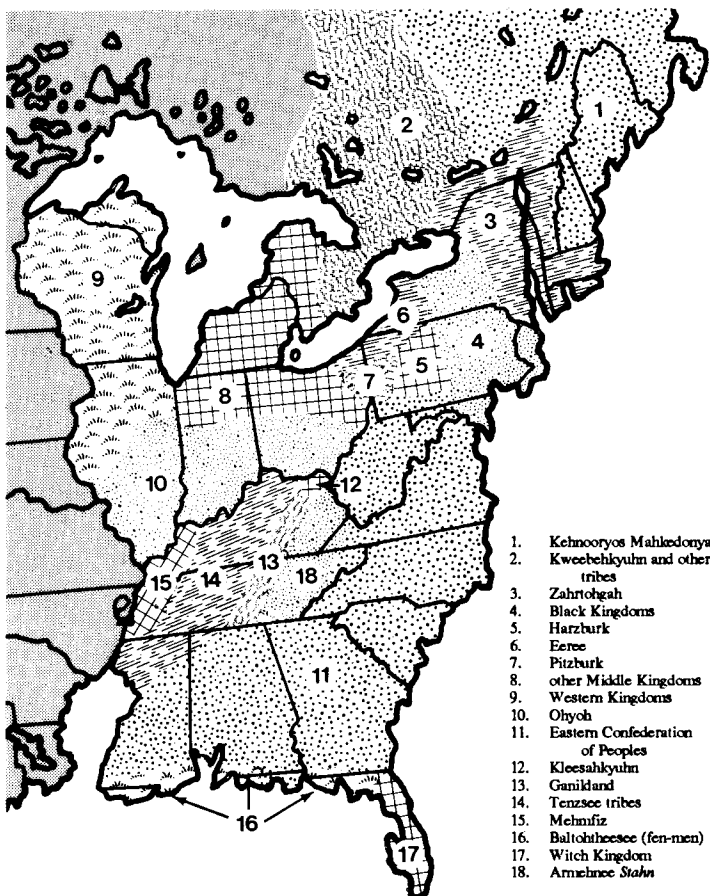 1
2
3
9
6
4
5
7
8
12
10
13
18
14
15
11
16
17
1. Kehnooryos Mahkedonya
2. Kweebehkyuhn and other
tribes
3. Zahrtohgah
4. Black Kingdoms
5. Harzburk
6. Eeree
7. Pitzburk
8. other Middle Kingdoms
9. Western Kingdoms
10. Ohyoh
11. Eastern Confederation
of Peoples
12. Kleesahkyuhn
13. Ganikland
14. Tenzsee tribes
15. Mehmfiz
16. Baltohtheesee (fen-men)
17. Witch Kingdom
18. Armehnee Stahn